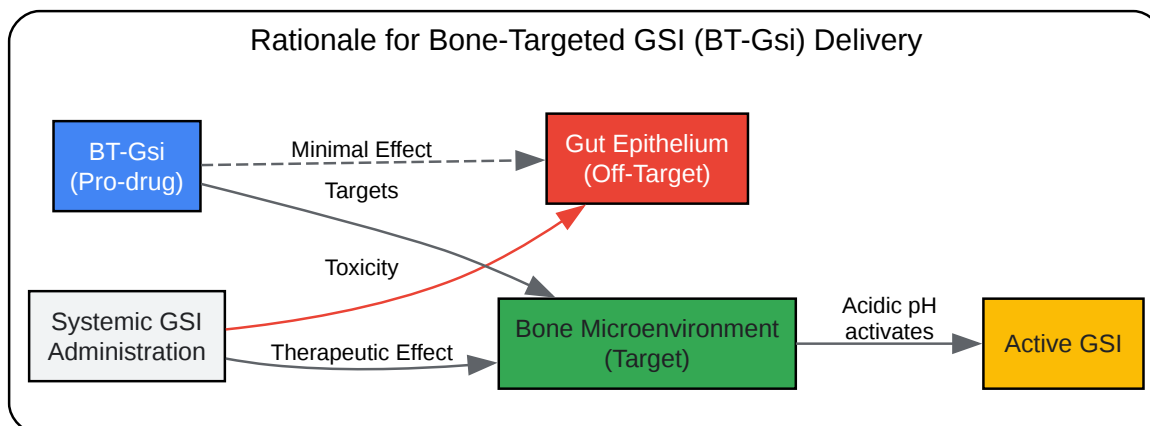 Rationale for Bone-Targeted GSI (BT-Gsi) Delivery
BT-Gsi
(Pro-drug)
Minimal Effect
Targets
Gut Epithelium
(Off-Target)
Toxicity
Systemic GSI
Administration
Therapeutic Effect
Bone Microenvironment
(Target)
Acidic pH
activates
Active GSI